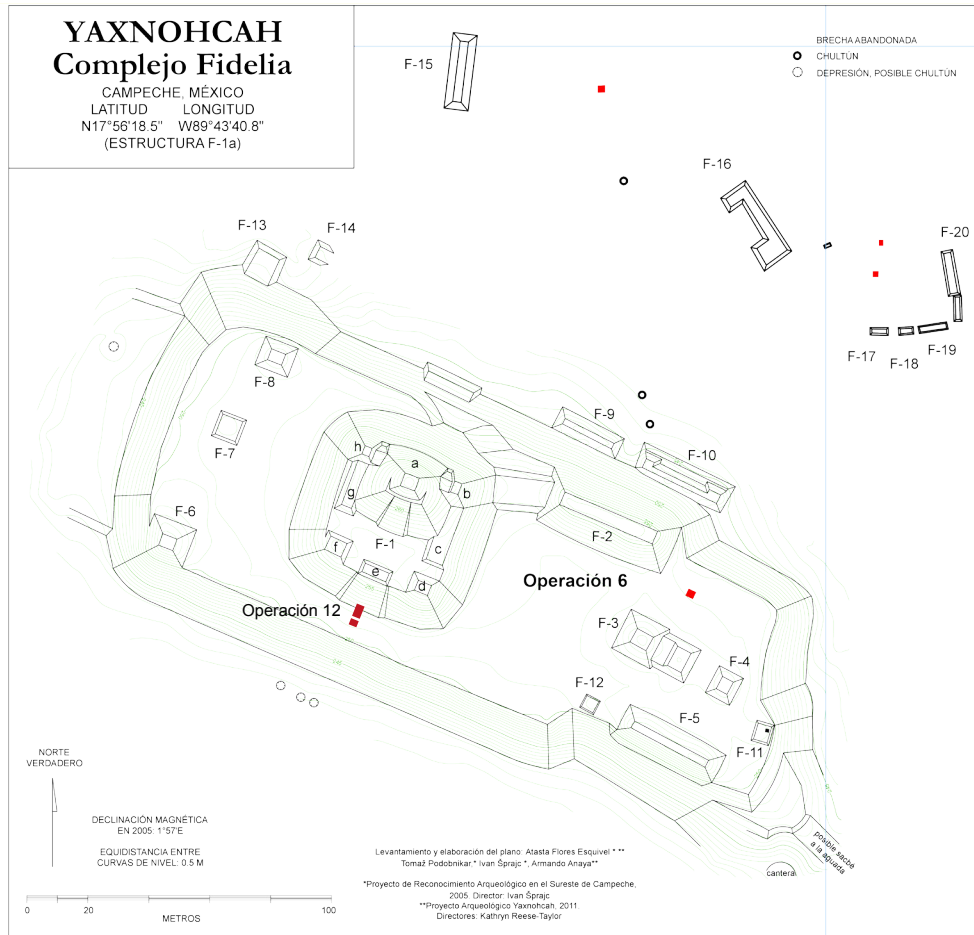 YAXNOHCAH
Complejo Fidelia
CAMPECHE, MÉXICO
LATITUD LONGITUD
N17°56'18.5" W89°43'40.8"
(ESTRUCTURA F-1a)
BRECHA ABANDONADA
CHULTÚN
DEPRESIÓN, POSIBLE CHULTÚN
F-15
F-16
F-13
F-14
F-20
F-17
F-18
F-19
F-8
F-7
F-9
F-10
h
a
b
g
F-6
F-1
c
f
e
d
F-2
Operación 6
Operación 12
F-3
F-4
F-12
F-5
F-11
NORTE
VERDADERO
DECLINACIÓN MAGNÉTICA
EN 2005: 1°57'E
EQUIDISTANCIA ENTRE
CURVAS DE NIVEL: 0.5 M
0 20 100
METROS
Levantamiento y elaboración del plano: Atasta Flores Esquivel * **
Tomaž Podobnikar,* Ivan Šprajc *, Armando Anaya**
*Proyecto de Reconocimiento Arqueológico en el Sureste de Campeche,
2005. Director: Ivan Šprajc
**Proyecto Arqueológico Yaxnohcah, 2011.
Directores: Kathryn Reese-Taylor
posible sacbé
a la aguada
cantera